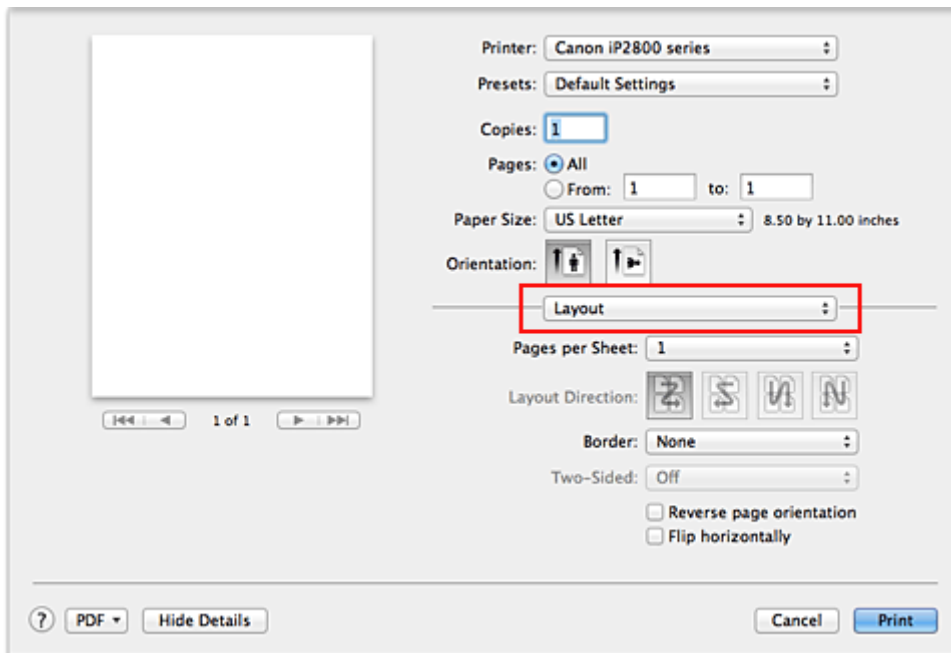 Printer: Canon iP2800 series
Presets: Default Settings
Copies: 1
Pages: All
From: 1 to: 1
Paper Size: US Letter 8.50 by 11.00 inches
Orientation:
Layout
Pages per Sheet: 1
Layout Direction:
1 of 1
Border: None
Two-Sided: Off
Reverse page orientation
Flip horizontally
? PDF Hide Details Cancel Print